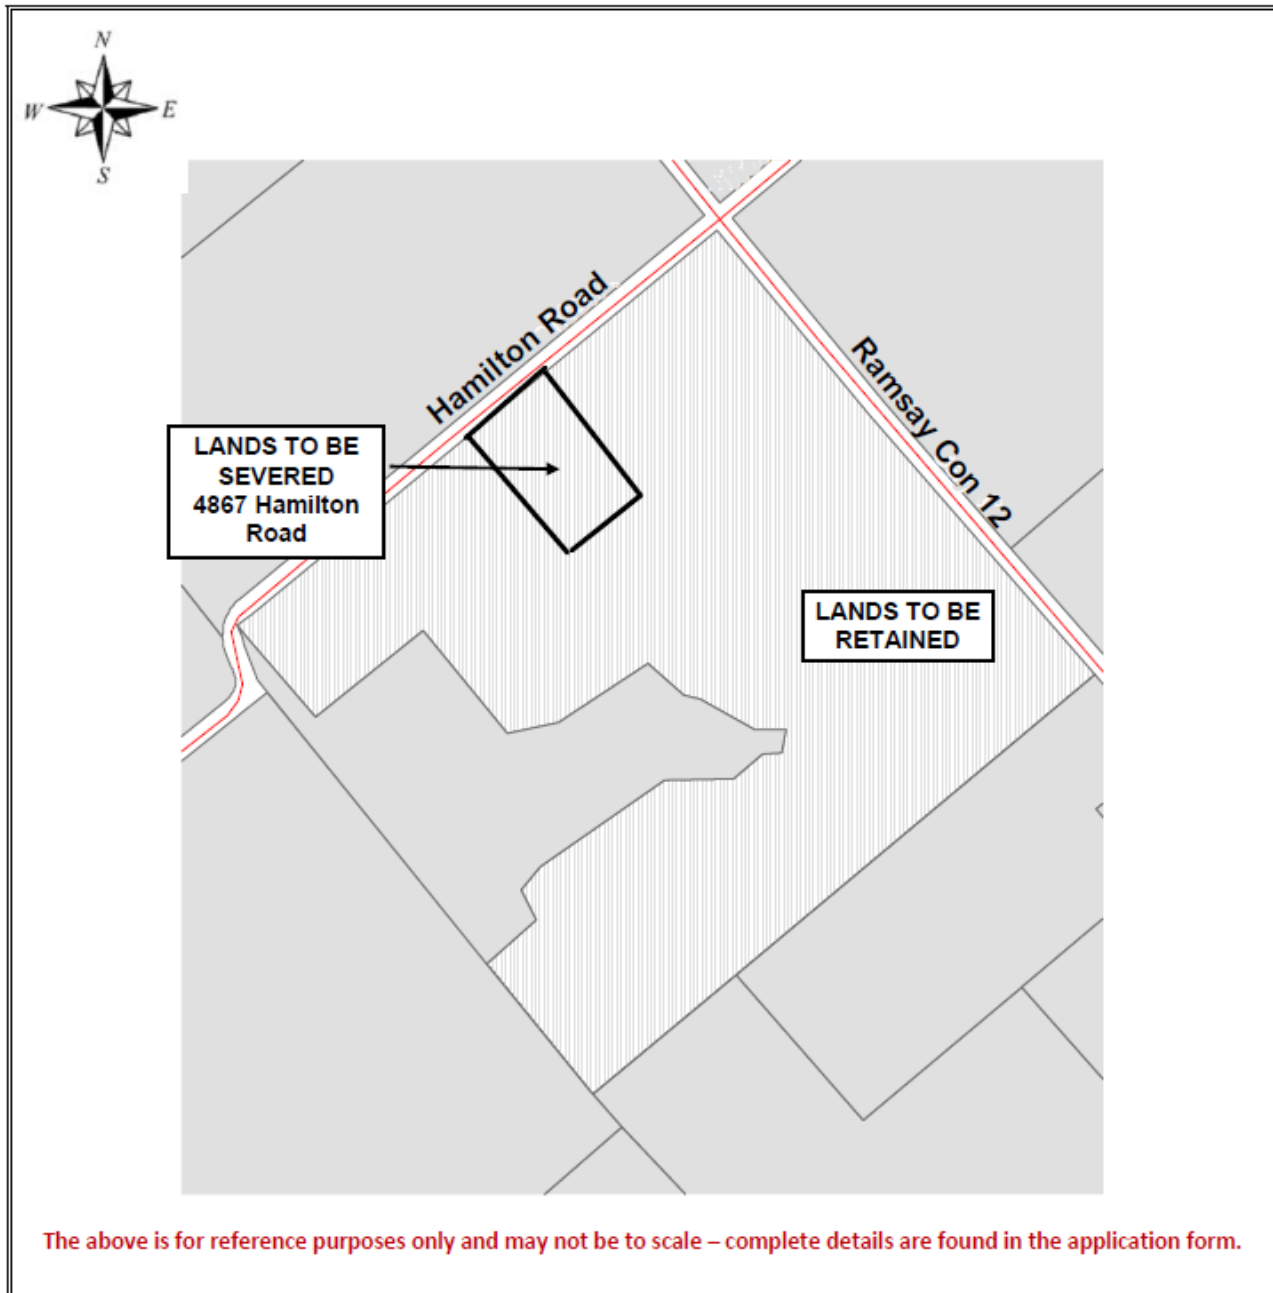 N
W
E
S
Hamilton Road
Ramsay Con 12
LANDS TO BE
SEVERED
4867 Hamilton
Road
LANDS TO BE
RETAINED
The above is for reference purposes only and may not be to scale – complete details are found in the application form.